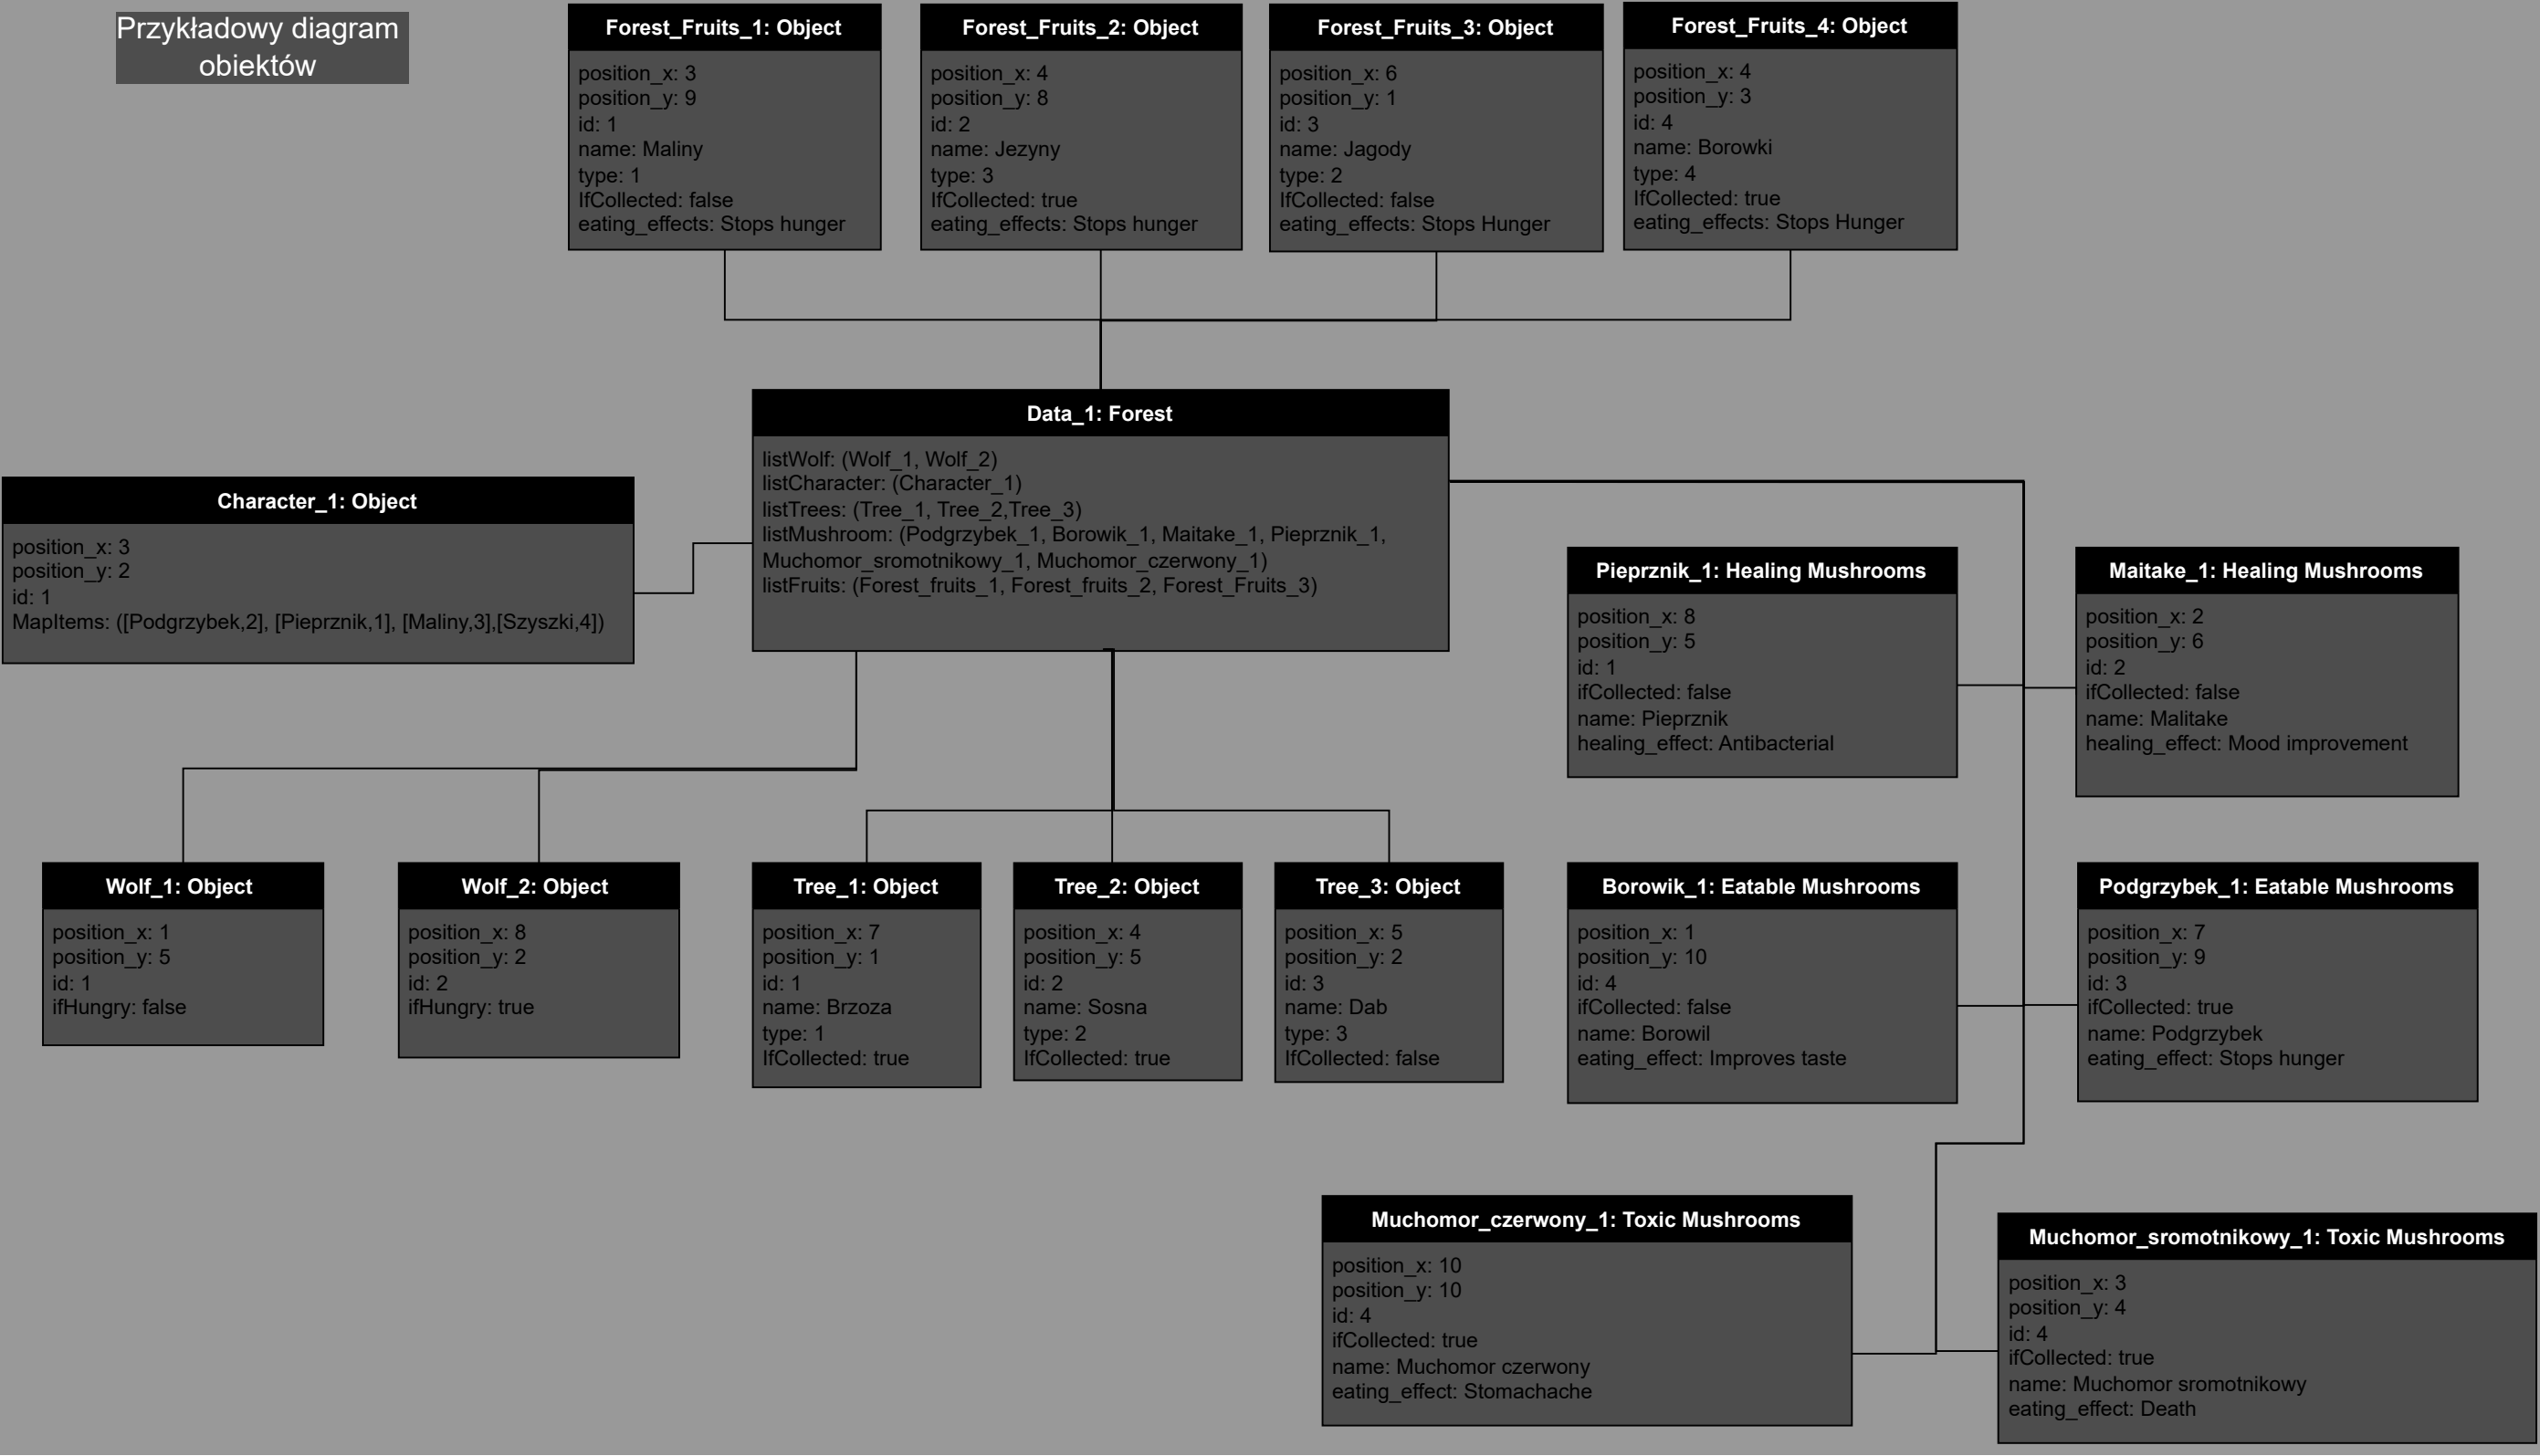 Przykładowy diagram
obiektów
Forest_Fruits_1: Object
position_x: 3
position_y: 9
id: 1
name: Maliny
type: 1
IfCollected: false
eating_effects: Stops hunger
Forest_Fruits_2: Object
position_x: 4
position_y: 8
id: 2
name: Jezyny
type: 3
IfCollected: true
eating_effects: Stops hunger
Forest_Fruits_3: Object
position_x: 6
position_y: 1
id: 3
name: Jagody
type: 2
IfCollected: false
eating_effects: Stops Hunger
Forest_Fruits_4: Object
position_x: 4
position_y: 3
id: 4
name: Borowki
type: 4
IfCollected: true
eating_effects: Stops Hunger
Data_1: Forest
listWolf: (Wolf_1, Wolf_2)
listCharacter: (Character_1)
listTrees: (Tree_1, Tree_2,Tree_3)
listMushroom: (Podgrzybek_1, Borowik_1, Maitake_1, Pieprznik_1,
Muchomor_sromotnikowy_1, Muchomor_czerwony_1)
listFruits: (Forest_fruits_1, Forest_fruits_2, Forest_Fruits_3)
Character_1: Object
position_x: 3
position_y: 2
id: 1
MapItems: ([Podgrzybek,2], [Pieprznik,1], [Maliny,3],[Szyszki,4])
Pieprznik_1: Healing Mushrooms
position_x: 8
position_y: 5
id: 1
ifCollected: false
name: Pieprznik
healing_effect: Antibacterial
Maitake_1: Healing Mushrooms
position_x: 2
position_y: 6
id: 2
ifCollected: false
name: Malitake
healing_effect: Mood improvement
Wolf_1: Object
position_x: 1
position_y: 5
id: 1
ifHungry: false
Wolf_2: Object
position_x: 8
position_y: 2
id: 2
ifHungry: true
Tree_1: Object
position_x: 7
position_y: 1
id: 1
name: Brzoza
type: 1
IfCollected: true
Tree_2: Object
position_x: 4
position_y: 5
id: 2
name: Sosna
type: 2
IfCollected: true
Tree_3: Object
position_x: 5
position_y: 2
id: 3
name: Dab
type: 3
IfCollected: false
Borowik_1: Eatable Mushrooms
position_x: 1
position_y: 10
id: 4
ifCollected: false
name: Borowil
eating_effect: Improves taste
Podgrzybek_1: Eatable Mushrooms
position_x: 7
position_y: 9
id: 3
ifCollected: true
name: Podgrzybek
eating_effect: Stops hunger
Muchomor_czerwony_1: Toxic Mushrooms
position_x: 10
position_y: 10
id: 4
ifCollected: true
name: Muchomor czerwony
eating_effect: Stomachache
Muchomor_sromotnikowy_1: Toxic Mushrooms
position_x: 3
position_y: 4
id: 4
ifCollected: true
name: Muchomor sromotnikowy
eating_effect: Death